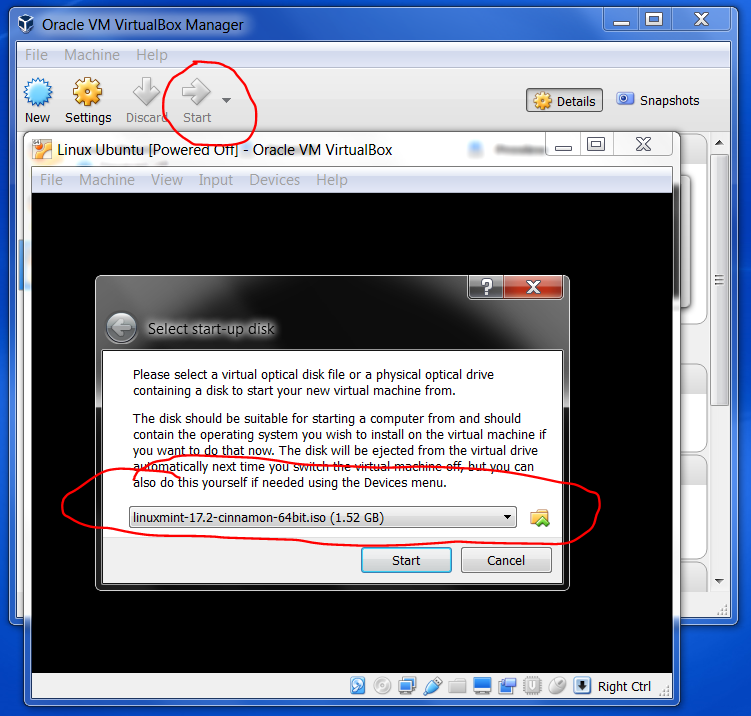 Oracle VM VirtualBox Manager
File Machine Help
New Settings Discard Start Details Snapshots
Linux Ubuntu [Powered Off] - Oracle VM VirtualBox
File Machine View Input Devices Help
?
Select start-up disk
Please select a virtual optical disk file or a physical optical drive
containing a disk to start your new virtual machine from.
The disk should be suitable for starting a computer from and should
contain the operating system you wish to install on the virtual machine if
you want to do that now. The disk will be ejected from the virtual drive
automatically next time you switch the virtual machine off, but you can
also do this yourself if needed using the Devices menu.
linuxmint-17.2-cinnamon-64bit.iso (1.52 GB)
Start Cancel
Right Ctrl